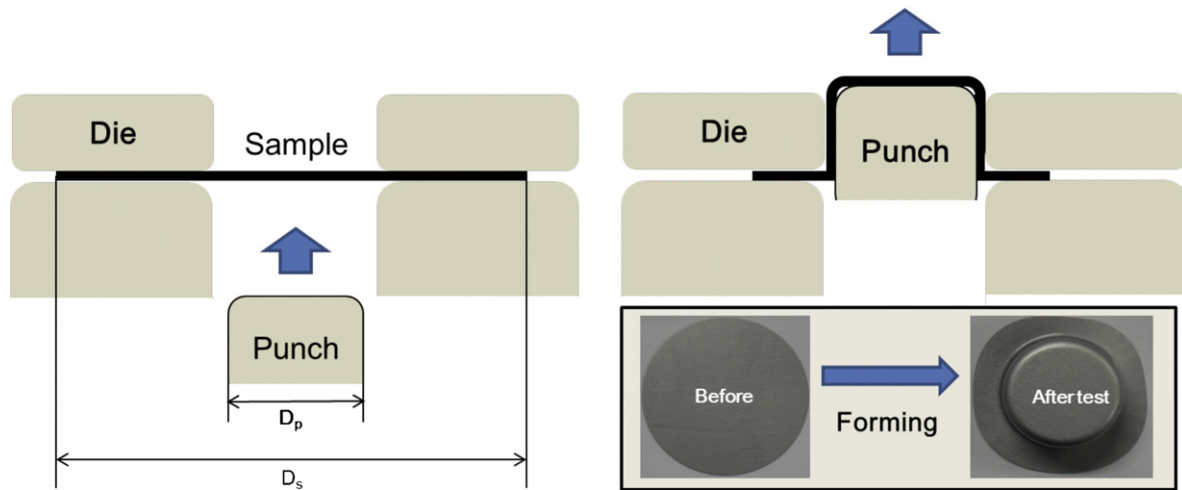 Die
Sample
Punch
Dₚ
Dₛ
Die
Punch
Before
Forming
After test